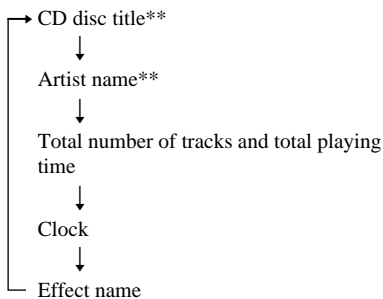 CD disc title**
Artist name**
Total number of tracks and total playing
time
Clock
Effect name